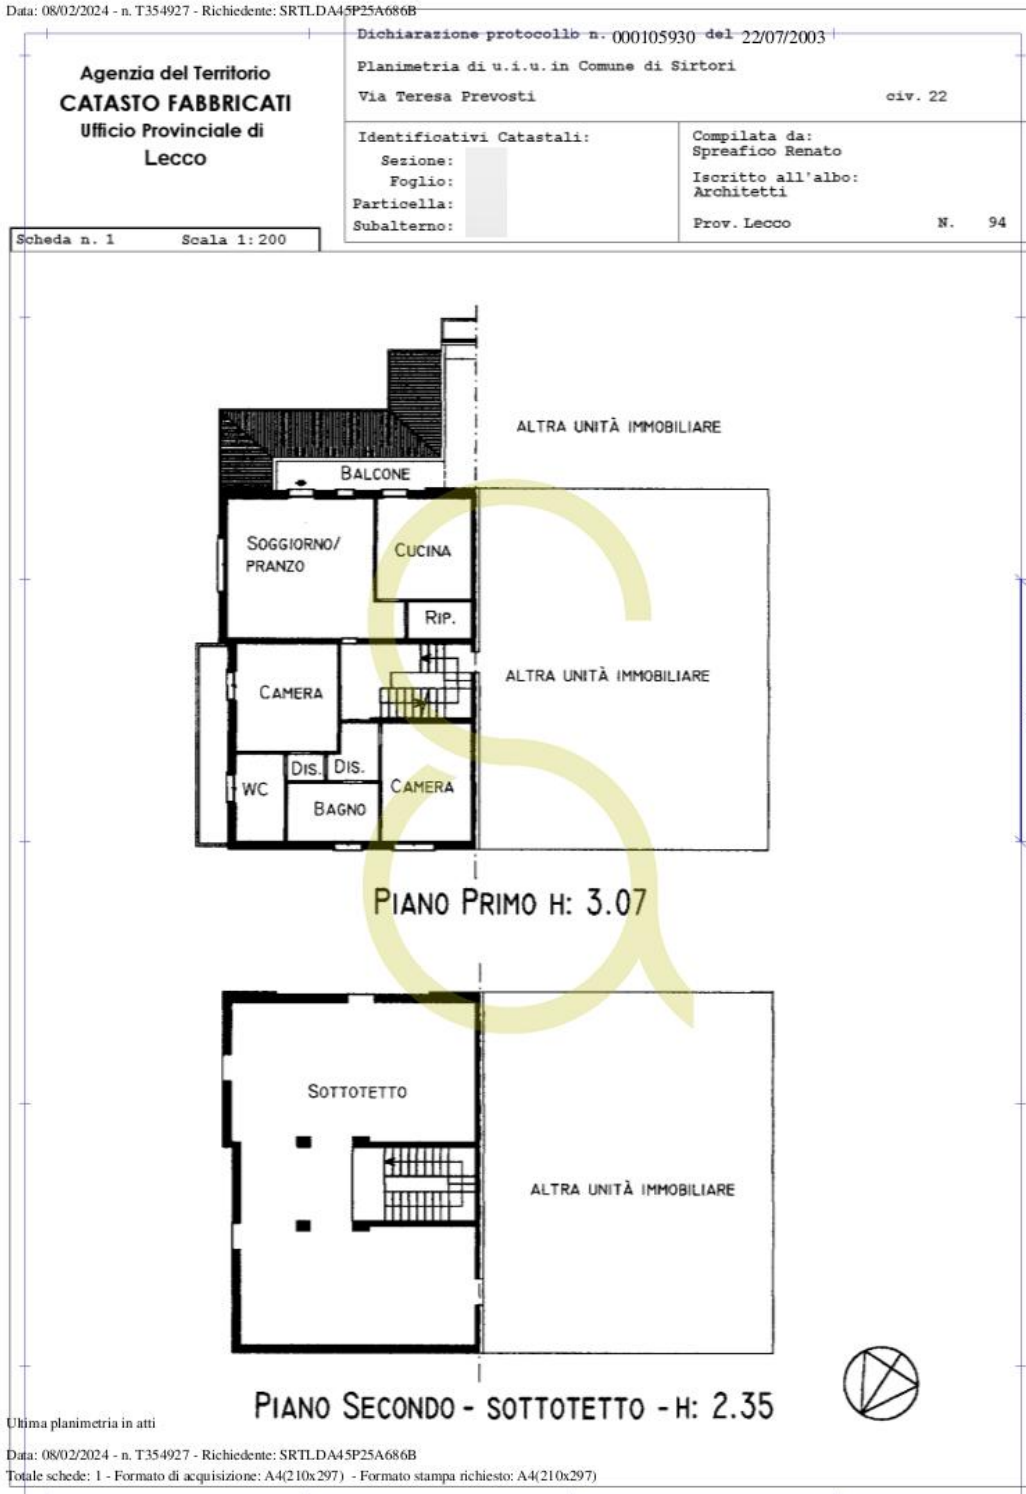 Data: 08/02/2024 - n. T354927 - Richiedente: SRTLDA45P25A686B
Agenzia del Territorio
CATASTO FABBRICATI
Ufficio Provinciale di
Lecco
Dichiarazione protocollo n. 000105930 del 22/07/2003
Planimetria di u.i.u. in Comune di Sirtori
Via Teresa Prevosti civ. 22
Identificativi Catastali:
Sezione:
Foglio:
Particella:
Subalterno:
Compilata da:
Spreafico Renato
Iscritto all'albo:
Architetti
Prov. Lecco N. 94
Scheda n. 1 Scala 1:200
ALTRA UNITÀ IMMOBILIARE
BALCONE
SOGGIORNO/
PRANZO
CUCINA
RIP.
CAMERA
ALTRA UNITÀ IMMOBILIARE
WC
DIS.
DIS.
BAGNO
CAMERA
PIANO PRIMO H: 3.07
SOTTOTETTO
ALTRA UNITÀ IMMOBILIARE
PIANO SECONDO - SOTTOTETTO - H: 2.35
Ultima planimetria in atti
Data: 08/02/2024 - n. T354927 - Richiedente: SRTLDA45P25A686B
Totale schede: 1 - Formato di acquisizione: A4(210x297) - Formato stampa richiesto: A4(210x297)